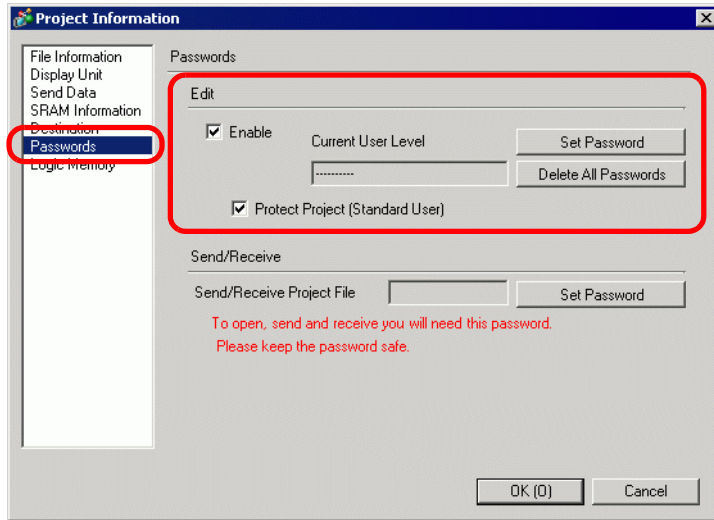 Project Information
File Information
Display Unit
Send Data
SRAM Information
Destination
Passwords
Logic Memory
Passwords
Edit
Enable
Current User Level
Set Password
----------
Delete All Passwords
Protect Project (Standard User)
Send/Receive
Send/Receive Project File
Set Password
To open, send and receive you will need this password.
Please keep the password safe.
OK (O)
Cancel